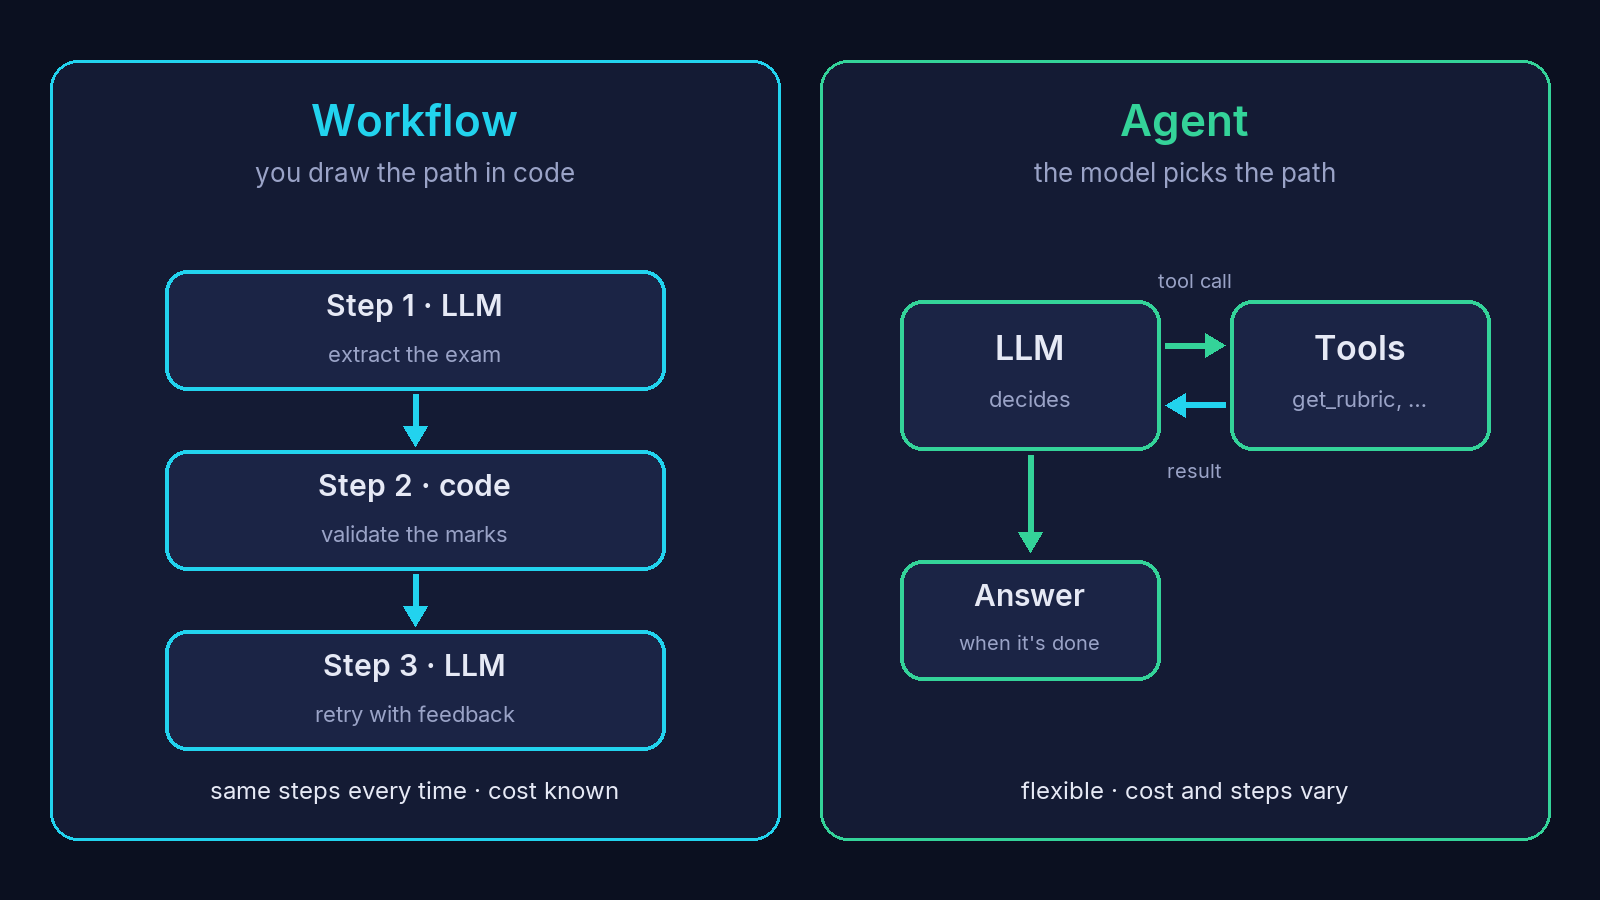 Workflow
you draw the path in code
Step 1 · LLM
extract the exam
Step 2 · code
validate the marks
Step 3 · LLM
retry with feedback
same steps every time · cost known
Agent
the model picks the path
tool call
LLM
decides
Tools
get_rubric, ...
result
Answer
when it's done
flexible · cost and steps vary